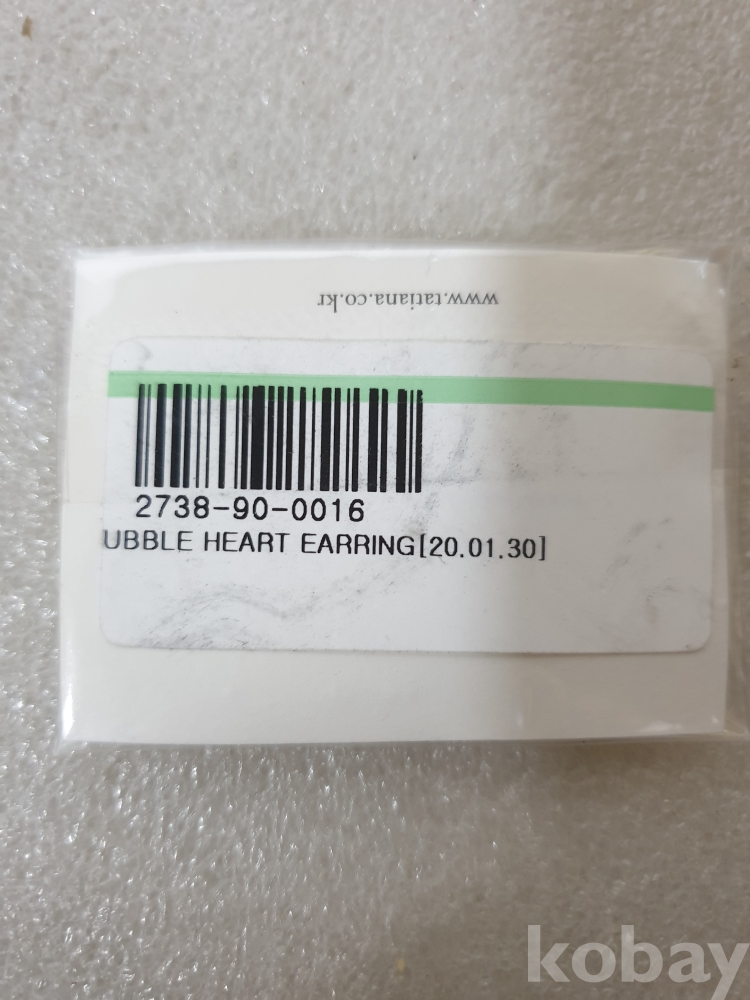 www.tatiana.co.kr
2738-90-0016
UBBLE HEART EARRING[20.01.30]
kobay